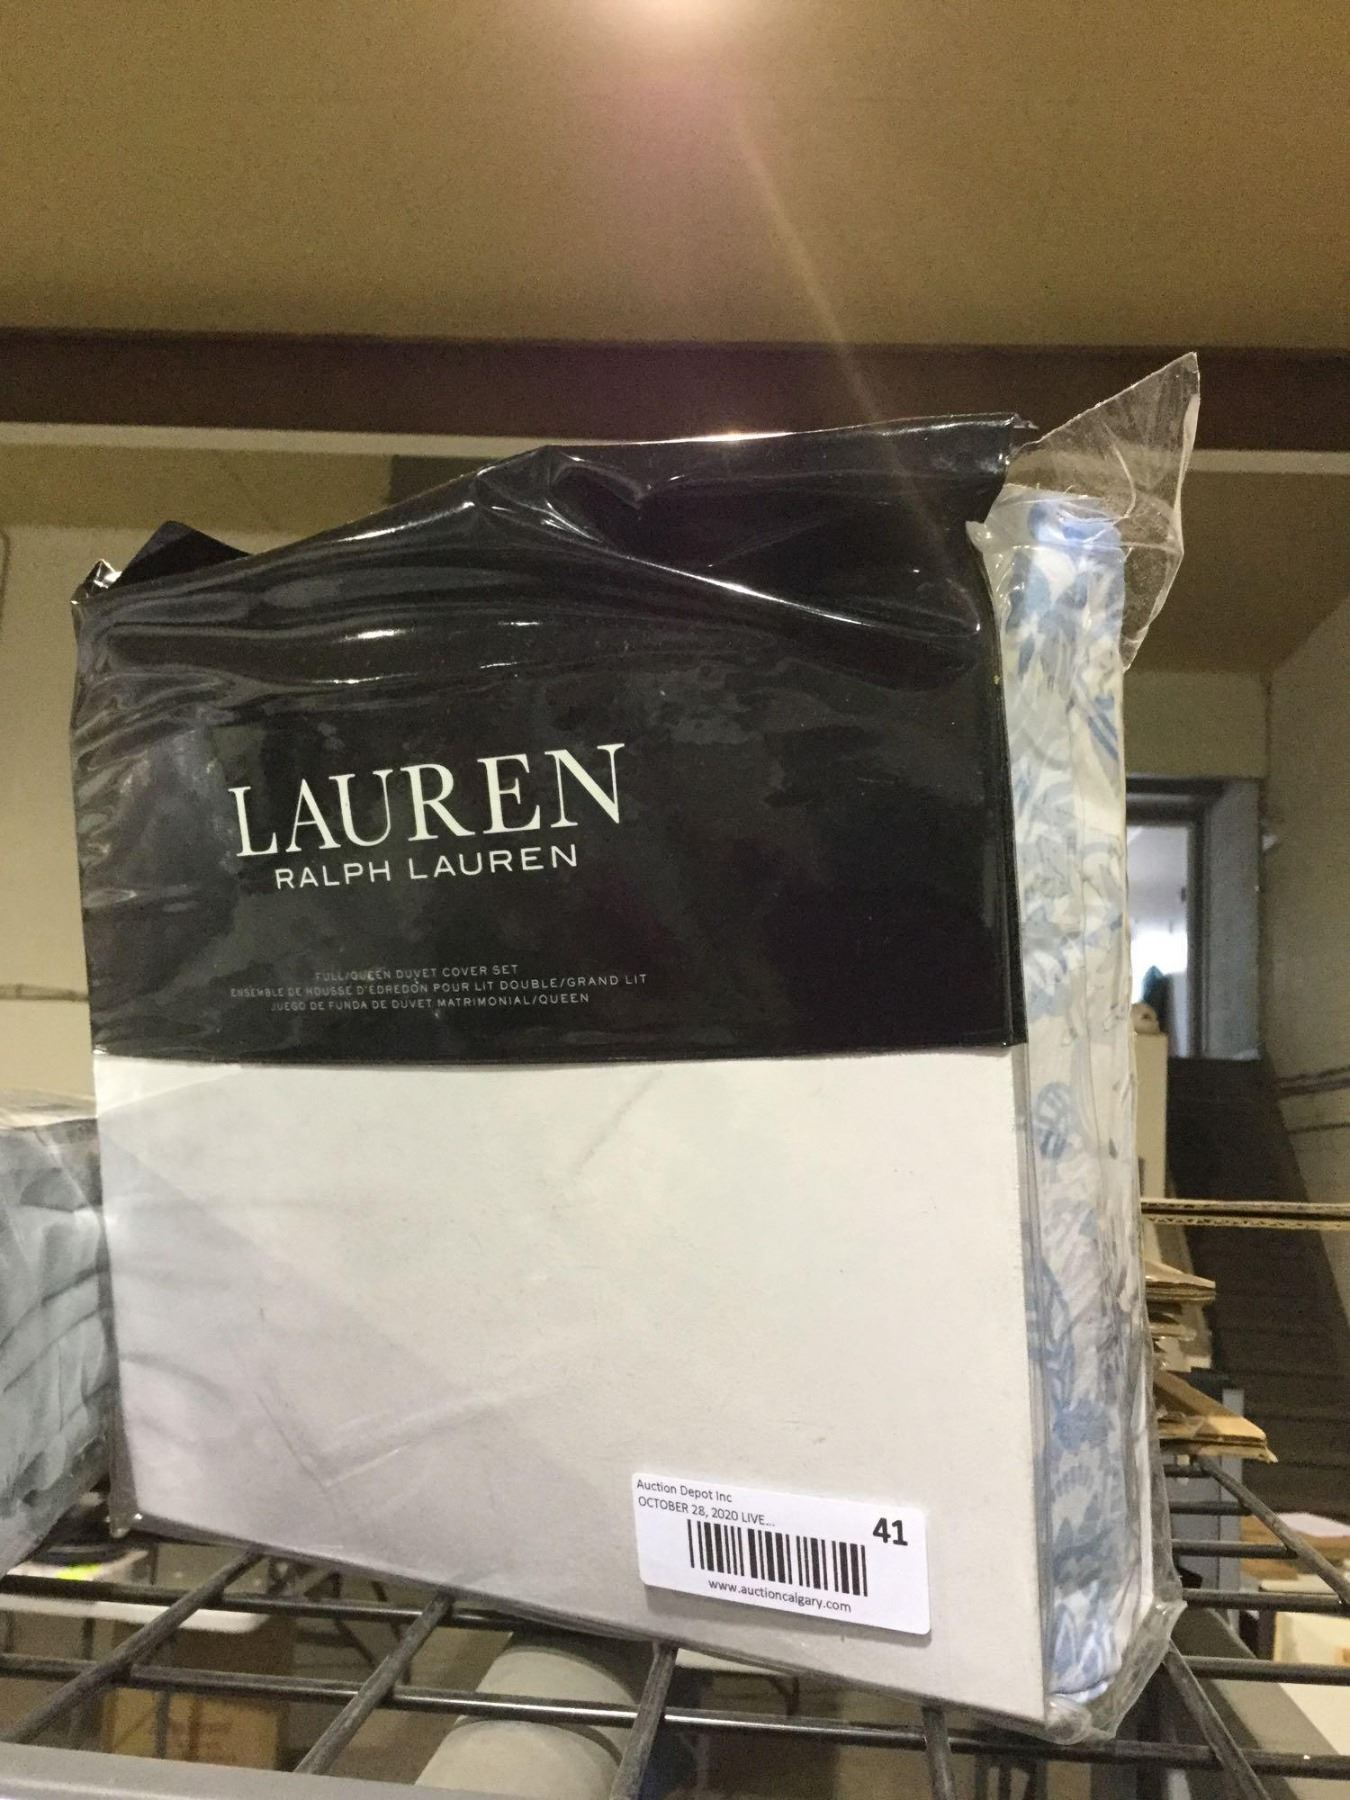 LAUREN
RALPH LAUREN
FULL/QUEEN DUVET COVER SET
ENSEMBLE DE HOUSSE D'EDREDON POUR LIT DOUBLE/GRAND LIT
JUEGO DE FUNDA DE DUVET MATRIMONIAL/QUEEN
Auction Depot Inc
OCTOBER 28, 2020 LIVE...
41
www.auctioncalgary.com